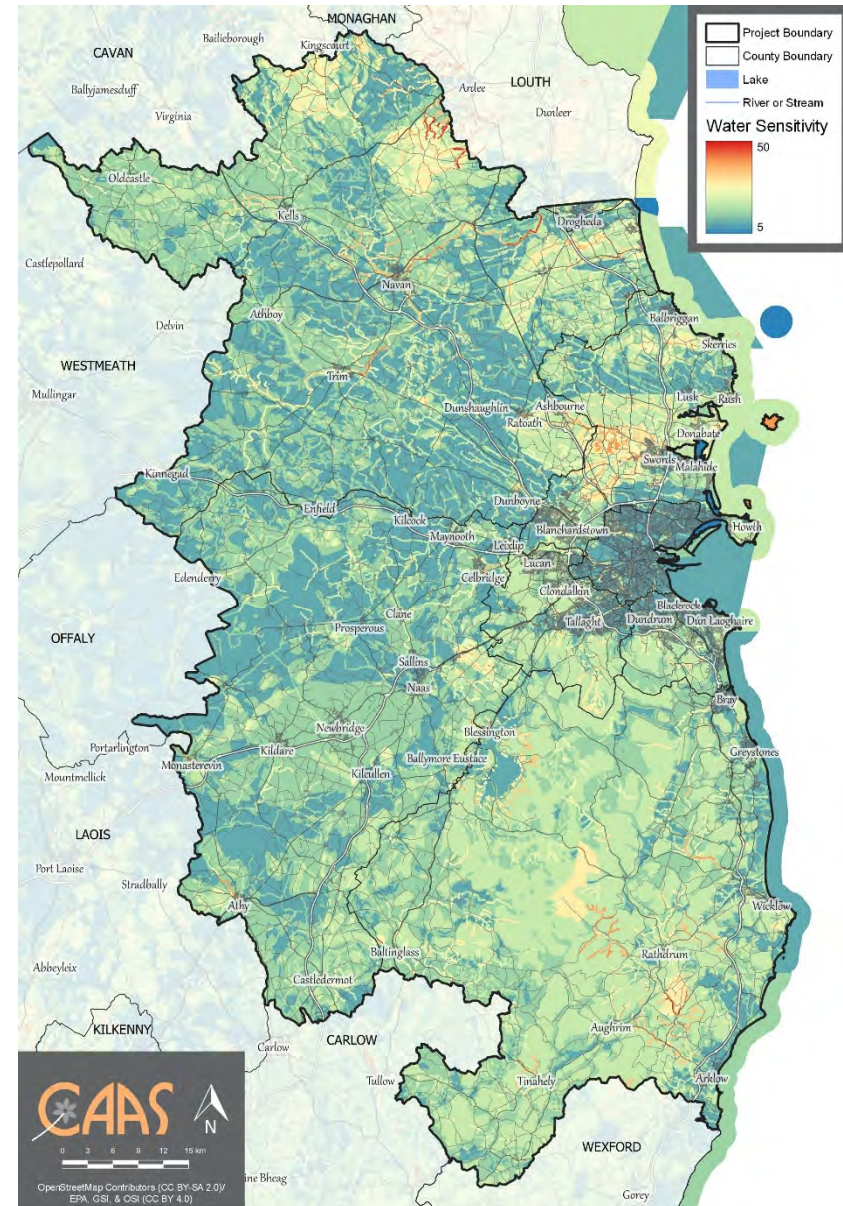 MONAGHAN
CAVAN
Bailieborough
Kingscourt
LOUTH
Ballyjamesduff
Ardee
Virginia
Dunleer
Oldcastle
Kells
Drogheda
Castlepollard
Navan
Delvin
Athboy
Balbriggan
Skerries
WESTMEATH
Trim
Mullingar
Dunshaughlin
Ashbourne
Ratoath
Lusk
Rush
Donabate
Swords
Malahide
Kinnegad
Dunboyne
Enfield
Blanchardstown
Howth
Kilcock
Maynooth
Leixlip
Lucan
Edenderry
Celbridge
Clondalkin
Blackrock
Clane
Tallaght
Dundrum
Dún Laoghaire
OFFALY
Prosperous
Sallins
Naas
Bray
Newbridge
Blessington
Portarlington
Kildare
Greystones
Monasterevin
Ballymore Eustace
Mountmellick
Kilcullen
LAOIS
Port Laoise
Stradbally
Athy
Wicklow
Baltinglass
Rathdrum
Abbeyleix
Castledermot
Aughrim
KILKENNY
CARLOW
Carlow
Tullow
Tinahely
Arklow
WEXFORD
Gorey
ine Bheag
Project Boundary
County Boundary
Lake
River or Stream
Water Sensitivity
50
5
CAAS
N
0 3 6 9 12 15 km
OpenStreetMap Contributors (CC BY-SA 2.0)/
EPA, GSI, & OSI (CC BY 4.0)